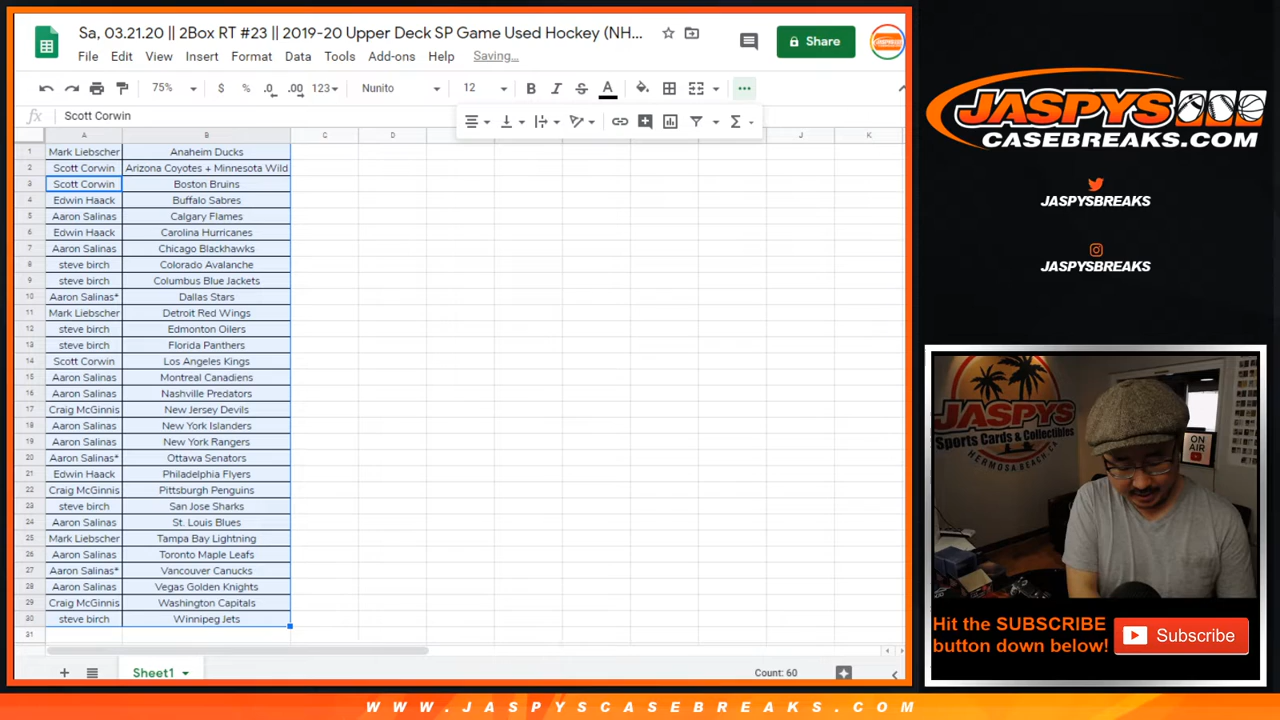 Sa, 03.21.20 || 2Box RT #23 || 2019-20 Upper Deck SP Game Used Hockey (NH...
Share
File Edit View Insert Format Data Tools Add-ons Help Saving...
75% $ % .0 .00 123 Nunito 12 B I S A ...
fx Scott Corwin
A B C D J K
1 Mark Liebscher Anaheim Ducks
2 Scott Corwin Arizona Coyotes + Minnesota Wild
3 Scott Corwin Boston Bruins
4 Edwin Haack Buffalo Sabres
5 Aaron Salinas Calgary Flames
6 Edwin Haack Carolina Hurricanes
7 Aaron Salinas Chicago Blackhawks
8 steve birch Colorado Avalanche
9 steve birch Columbus Blue Jackets
10 Aaron Salinas* Dallas Stars
11 Mark Liebscher Detroit Red Wings
12 steve birch Edmonton Oilers
13 steve birch Florida Panthers
14 Scott Corwin Los Angeles Kings
15 Aaron Salinas Montreal Canadiens
16 Aaron Salinas Nashville Predators
17 Craig McGinnis New Jersey Devils
18 Aaron Salinas New York Islanders
19 Aaron Salinas New York Rangers
20 Aaron Salinas* Ottawa Senators
21 Edwin Haack Philadelphia Flyers
22 Craig McGinnis Pittsburgh Penguins
23 steve birch San Jose Sharks
24 Aaron Salinas St. Louis Blues
25 Mark Liebscher Tampa Bay Lightning
26 Aaron Salinas Toronto Maple Leafs
27 Aaron Salinas* Vancouver Canucks
28 Aaron Salinas Vegas Golden Knights
29 Craig McGinnis Washington Capitals
30 steve birch Winnipeg Jets
31
Sheet1 Count: 60
JASPYS
CASEBREAKS.COM
JASPYSBREAKS
JASPYSBREAKS
JASPYS
Sports Cards & Collectibles
HERMOSA BEACH, CA
ON
AIR
Hit the SUBSCRIBE
button down below!
Subscribe
WWW.JASPYSCASEBREAKS.COM